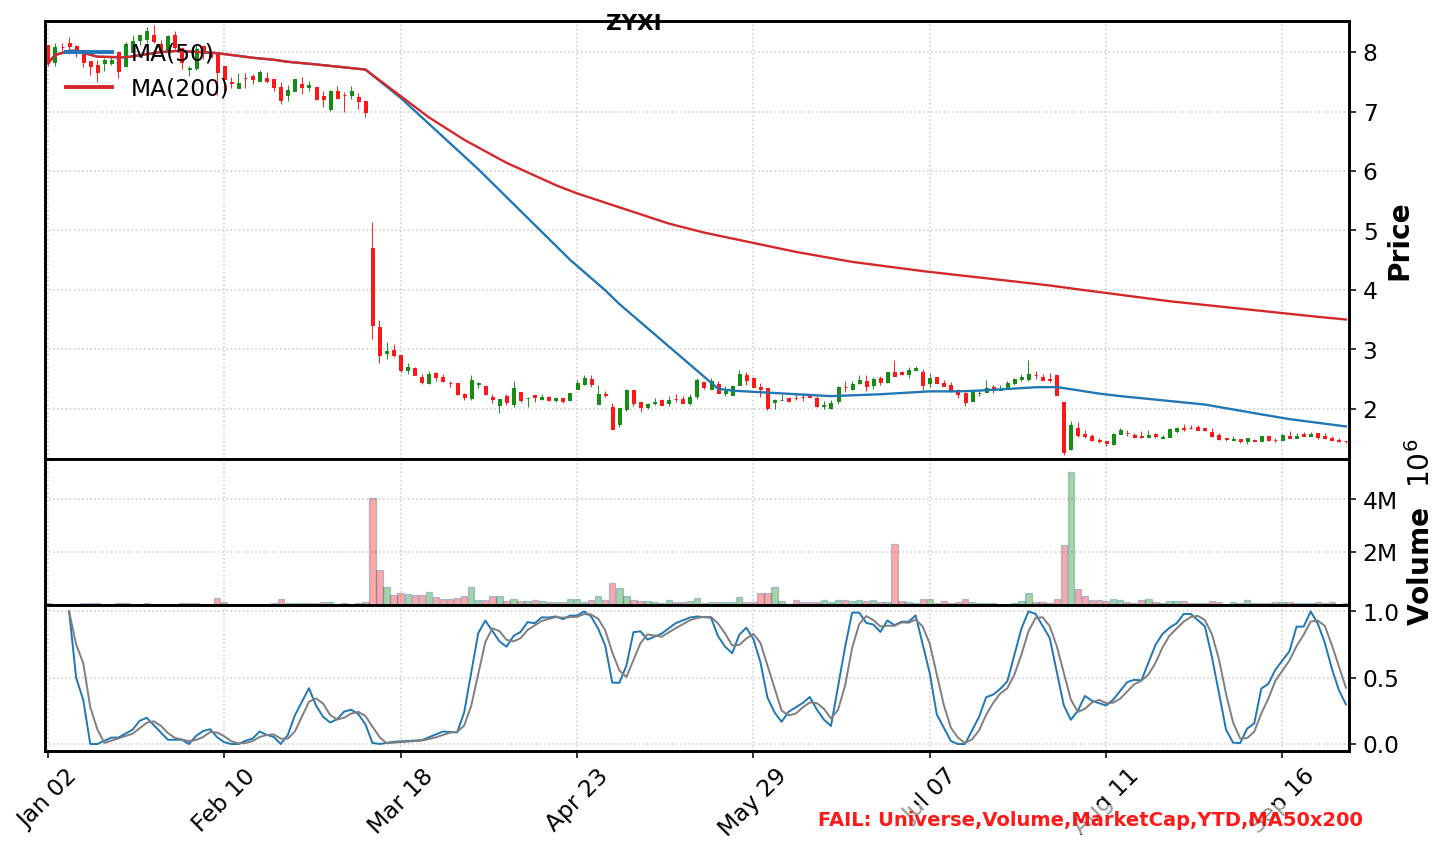 ZYXI
MA(50)
MA(200)
8
7
6
5
4
3
2
Price
4M
2M
Volume 10^6
1.0
0.5
0.0
Jan 02
Feb 10
Mar 18
Apr 23
May 29
Jul 07
Aug 11
Sep 16
FAIL: Universe,Volume,MarketCap,YTD,MA50x200